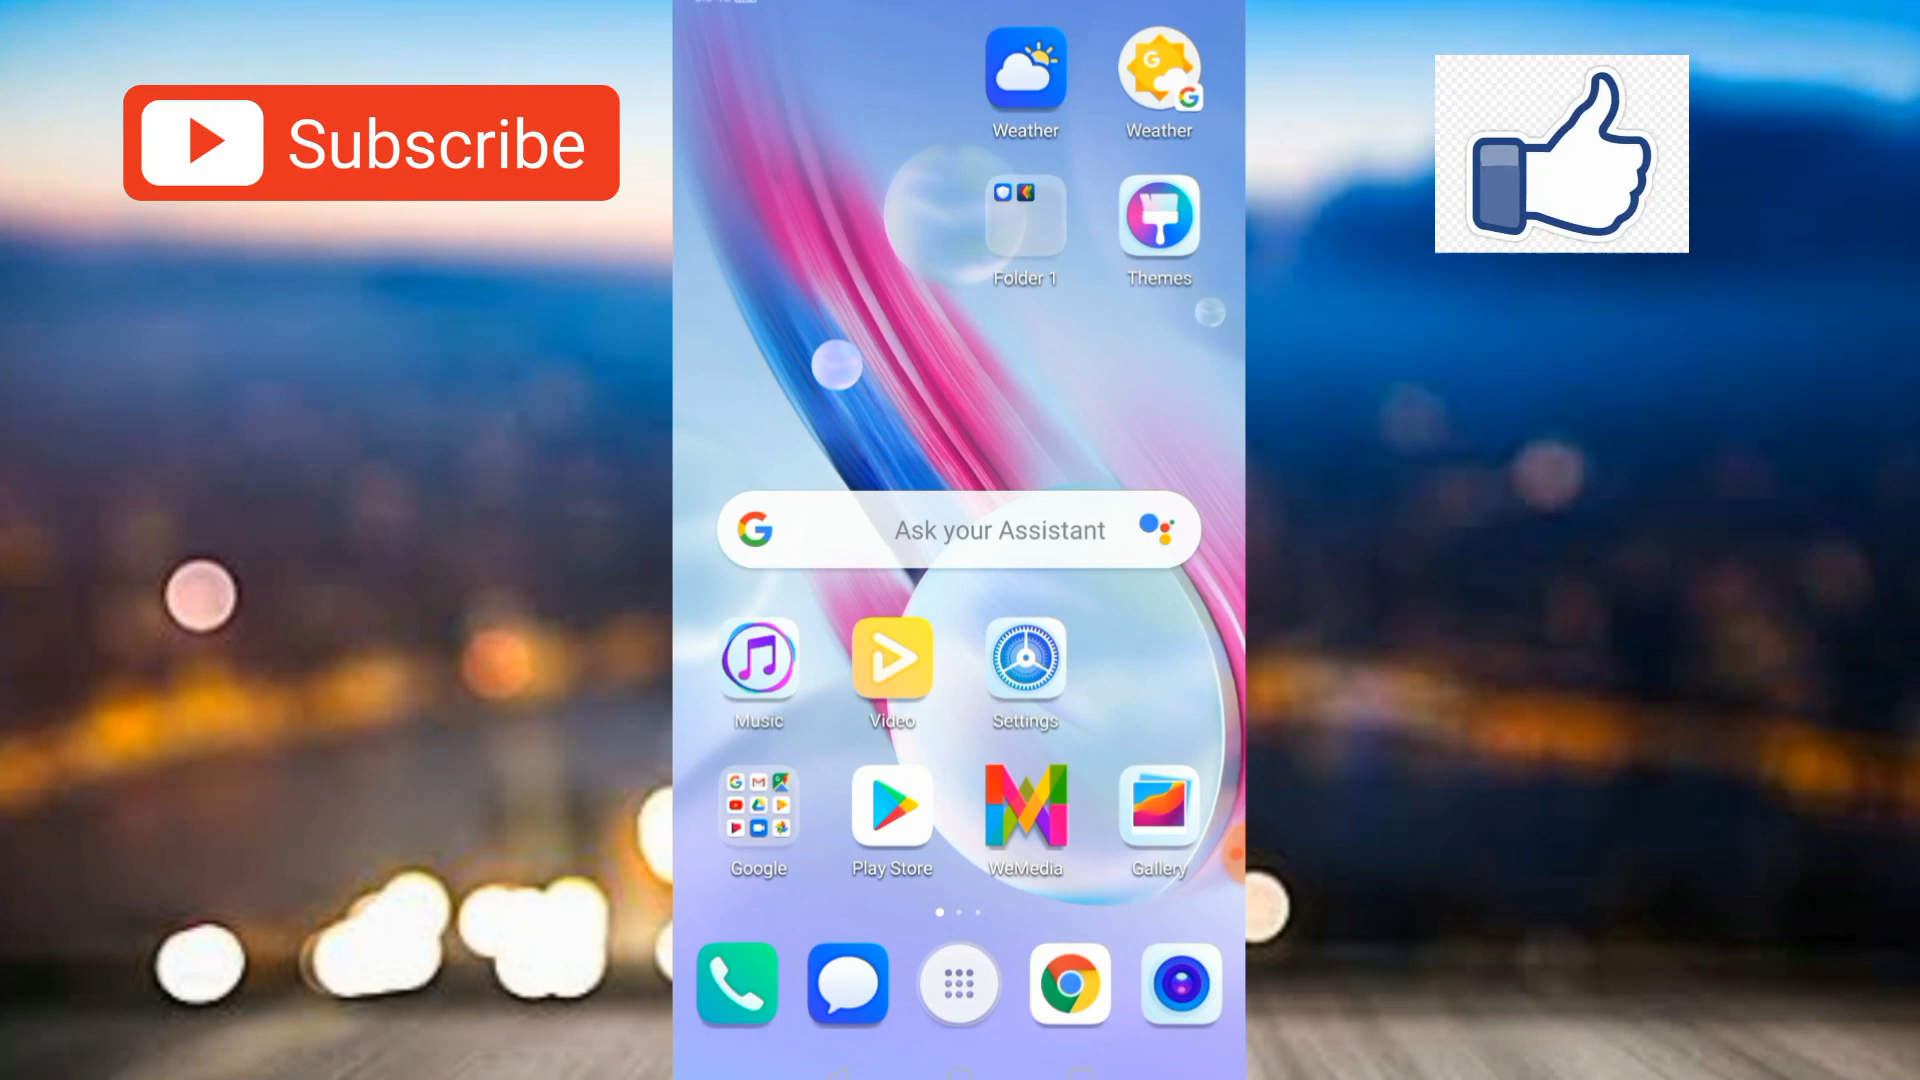 Subscribe
Weather
Weather
Folder 1
Themes
Ask your Assistant
Music
Video
Settings
Google
Play Store
WeMedia
Gallery